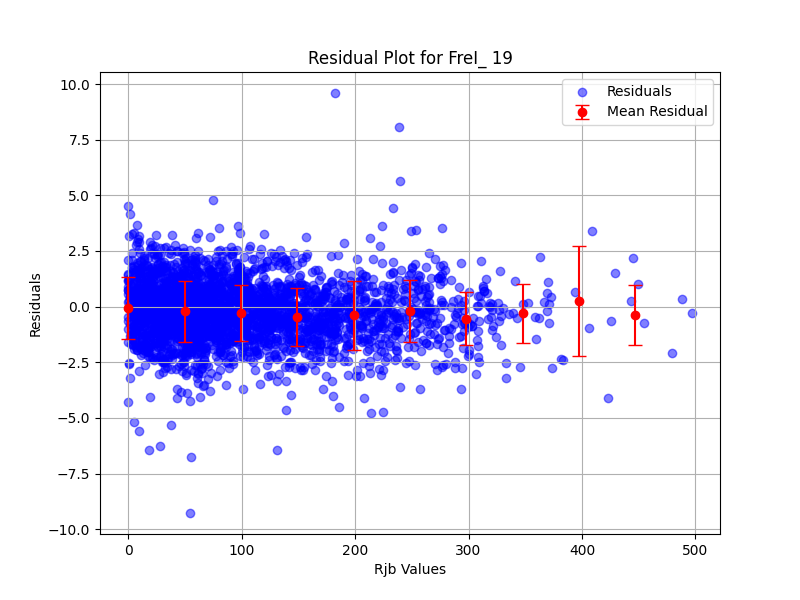 Residual Plot for FreI_ 19
Residuals
Mean Residual
10.0
7.5
5.0
2.5
0.0
−2.5
−5.0
−7.5
−10.0
Residuals
0 100 200 300 400 500
Rjb Values